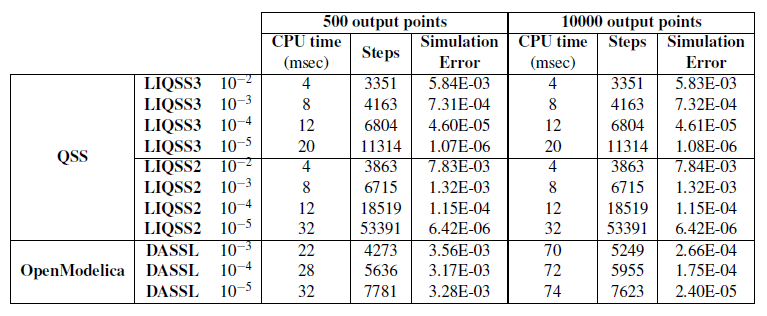 500 output points 10000 output points
CPU time (msec) Steps Simulation Error CPU time (msec) Steps Simulation Error
QSS
LIQSS3 10⁻² 4 3351 5.84E-03 4 3351 5.83E-03
LIQSS3 10⁻³ 8 4163 7.31E-04 8 4163 7.32E-04
LIQSS3 10⁻⁴ 12 6804 4.60E-05 12 6804 4.61E-05
LIQSS3 10⁻⁵ 20 11314 1.07E-06 20 11314 1.08E-06
LIQSS2 10⁻² 4 3863 7.83E-03 4 3863 7.84E-03
LIQSS2 10⁻³ 8 6715 1.32E-03 8 6715 1.32E-03
LIQSS2 10⁻⁴ 12 18519 1.15E-04 12 18519 1.15E-04
LIQSS2 10⁻⁵ 32 53391 6.42E-06 32 53391 6.42E-06
OpenModelica
DASSL 10⁻³ 22 4273 3.56E-03 70 5249 2.66E-04
DASSL 10⁻⁴ 28 5636 3.17E-03 72 5955 1.75E-04
DASSL 10⁻⁵ 32 7781 3.28E-03 74 7623 2.40E-05